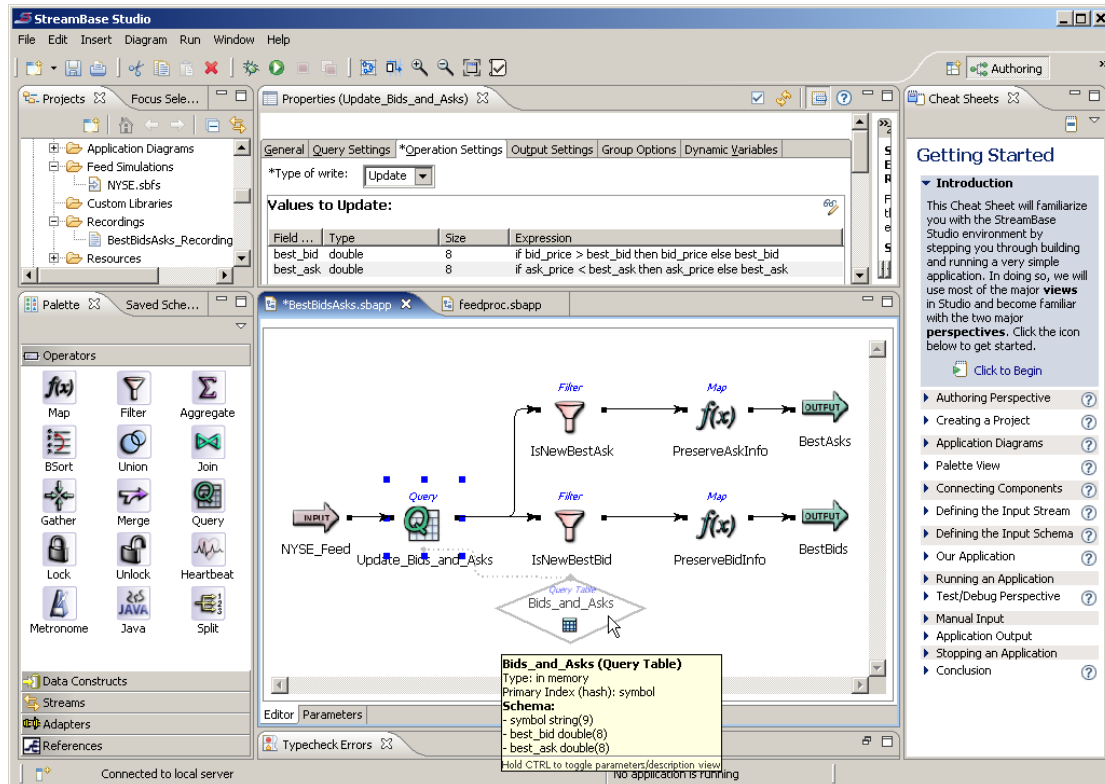 StreamBase Studio
File Edit Insert Diagram Run Window Help
Authoring
Projects
Focus Sele...
Application Diagrams
Feed Simulations
NYSE.sbfs
Custom Libraries
Recordings
BestBidsAsks_Recording
Resources
Properties (Update_Bids_and_Asks)
General Query Settings *Operation Settings Output Settings Group Options Dynamic Variables
*Type of write: Update
Values to Update:
Field ... Type Size Expression
best_bid double 8 if bid_price > best_bid then bid_price else best_bid
best_ask double 8 if ask_price < best_ask then ask_price else best_ask
Palette
Saved Sche...
Operators
Map Filter Aggregate
BSort Union Join
Gather Merge Query
Lock Unlock Heartbeat
Metronome Java Split
Data Constructs
Streams
Adapters
References
*BestBidsAsks.sbapp
feedproc.sbapp
Filter
Map
OUTPUT
IsNewBestAsk
PreserveAskInfo
BestAsks
Query
Filter
Map
INPUT
OUTPUT
NYSE_Feed
Update_Bids_and_Asks
IsNewBestBid
PreserveBidInfo
BestBids
Query Table
Bids_and_Asks
Bids_and_Asks (Query Table)
Type: in memory
Primary Index (hash): symbol
Schema:
- symbol string(9)
- best_bid double(8)
- best_ask double(8)
Hold CTRL to toggle parameters/description view
Editor Parameters
Typecheck Errors
Cheat Sheets
Getting Started
Introduction
This Cheat Sheet will familiarize
you with the StreamBase
Studio environment by
stepping you through building
and running a very simple
application. In doing so, we will
use most of the major views
in Studio and become familiar
with the two major
perspectives. Click the icon
below to get started.
Click to Begin
Authoring Perspective
Creating a Project
Application Diagrams
Palette View
Connecting Components
Defining the Input Stream
Defining the Input Schema
Our Application
Running an Application
Test/Debug Perspective
Manual Input
Application Output
Stopping an Application
Conclusion
Connected to local server
No application is running